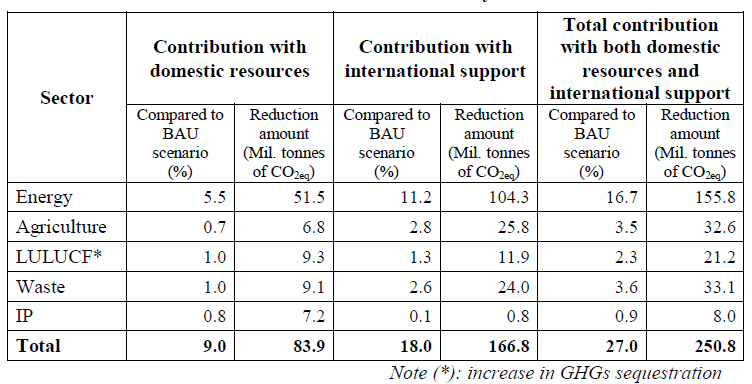 Sector
Contribution with
domestic resources
Contribution with
international support
Total contribution
with both domestic
resources and
international support
Compared to
BAU
scenario
(%)
Reduction
amount
(Mil. tonnes
of CO2eq)
Compared to
BAU
scenario
(%)
Reduction
amount
(Mil. tonnes
of CO2eq)
Compared to
BAU
scenario
(%)
Reduction
amount
(Mil. tonnes
of CO2eq)
Energy 5.5 51.5 11.2 104.3 16.7 155.8
Agriculture 0.7 6.8 2.8 25.8 3.5 32.6
LULUCF* 1.0 9.3 1.3 11.9 2.3 21.2
Waste 1.0 9.1 2.6 24.0 3.6 33.1
IP 0.8 7.2 0.1 0.8 0.9 8.0
Total 9.0 83.9 18.0 166.8 27.0 250.8
Note (*): increase in GHGs sequestration